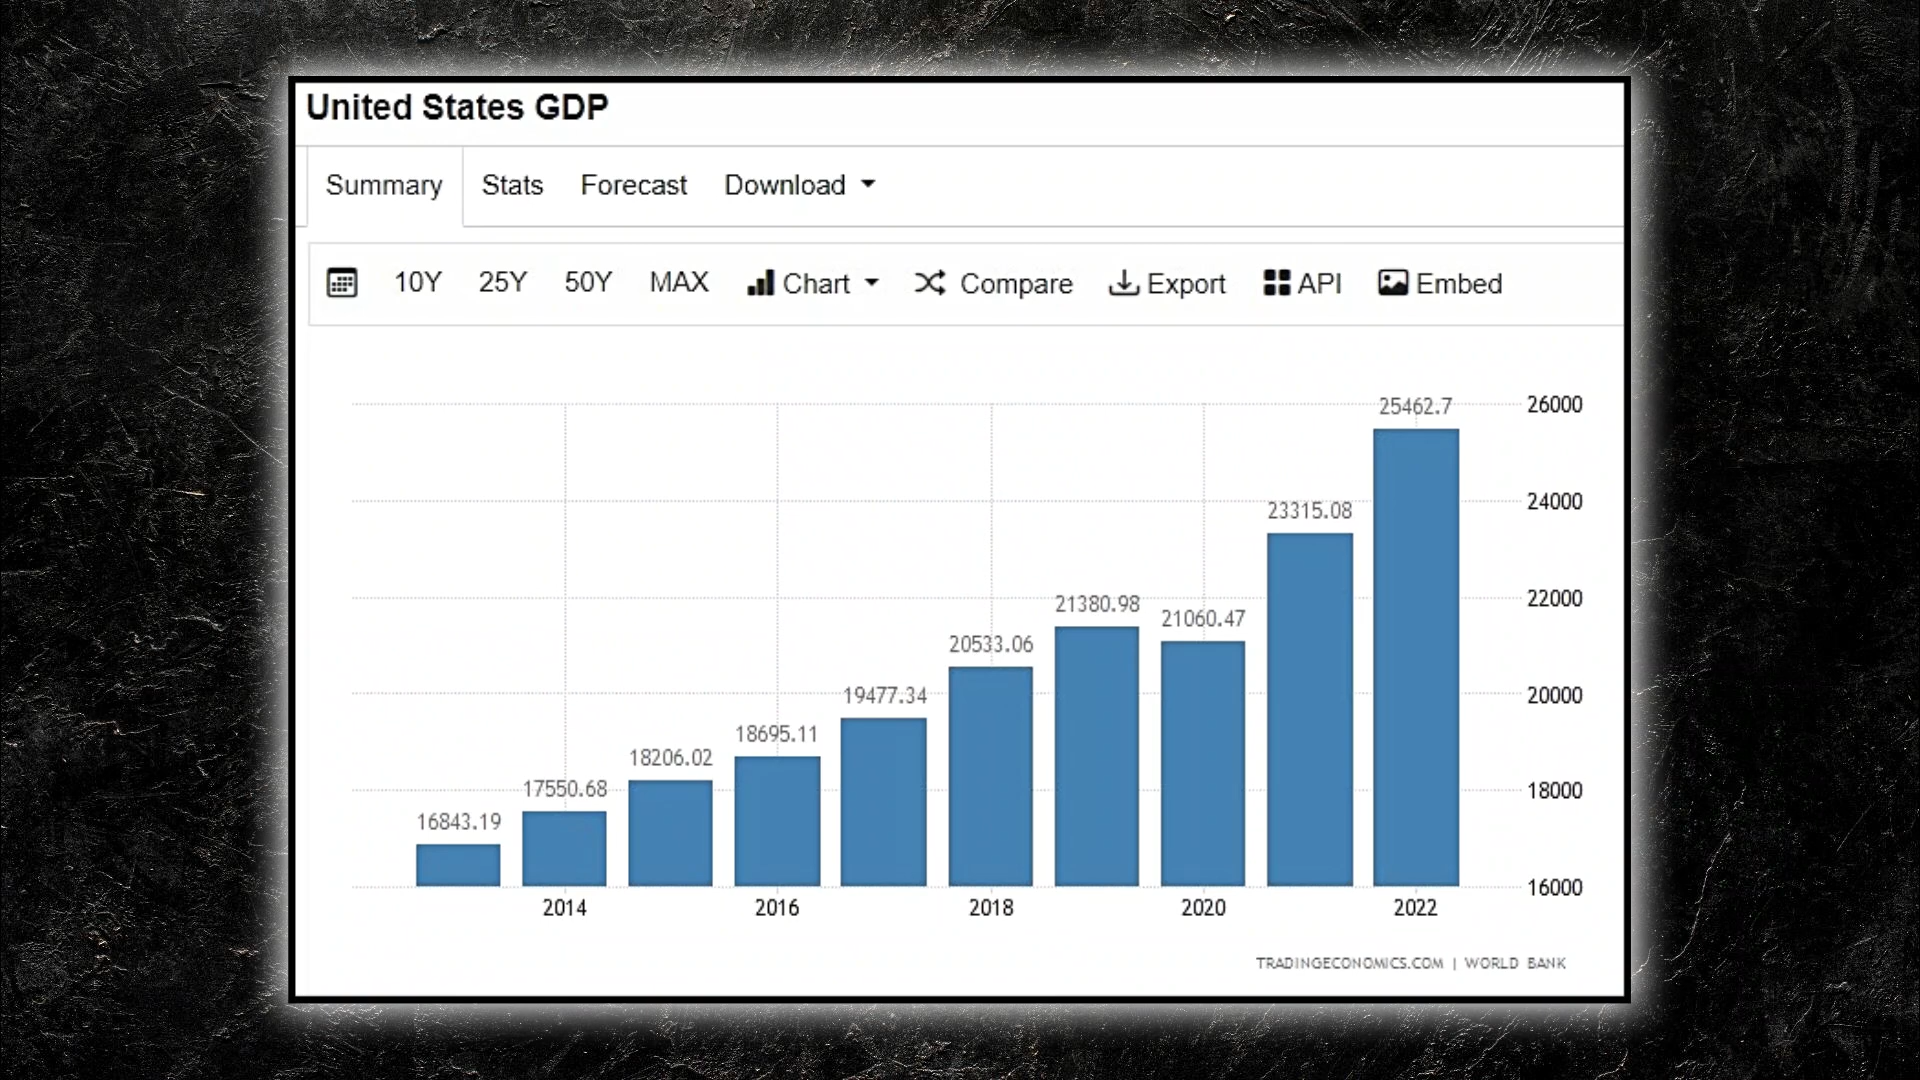 United States GDP
Summary Stats Forecast Download
10Y 25Y 50Y MAX Chart Compare Export API Embed
25462.7 26000
23315.08 24000
21380.98 21060.47 22000
20533.06
19477.34 20000
18695.11
18206.02
17550.68 18000
16843.19
16000
2014 2016 2018 2020 2022
TRADINGECONOMICS.COM | WORLD BANK